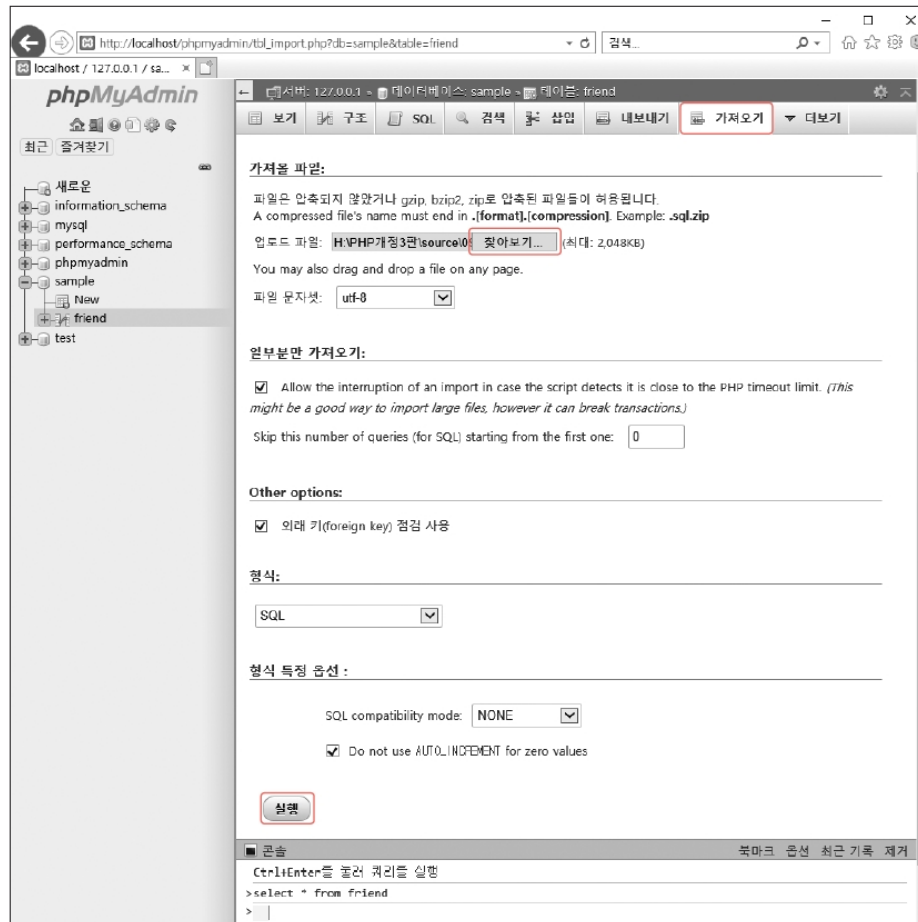 http://localhost/phpmyadmin/tbl_import.php?db=sample&table=friend
검색...
localhost / 127.0.0.1 / sa...
phpMyAdmin
최근 즐겨찾기
새로운
information_schema
mysql
performance_schema
phpmyadmin
sample
New
friend
test
서버: 127.0.0.1 » 데이터베이스: sample » 테이블: friend
보기 구조 SQL 검색 삽입 내보내기 가져오기 더보기
가져올 파일:
파일은 압축되지 않았거나 gzip, bzip2, zip로 압축된 파일들이 허용됩니다.
A compressed file's name must end in .[format].[compression]. Example: .sql.zip
업로드 파일: H:\PHP개정3판\source\0 찾아보기... (최대: 2,048KB)
You may also drag and drop a file on any page.
파일 문자셋: utf-8
일부분만 가져오기:
Allow the interruption of an import in case the script detects it is close to the PHP timeout limit. (This
might be a good way to import large files, however it can break transactions.)
Skip this number of queries (for SQL) starting from the first one: 0
Other options:
외래 키(foreign key) 점검 사용
형식:
SQL
형식 특정 옵션 :
SQL compatibility mode: NONE
Do not use AUTO_INCREMENT for zero values
실행
콘솔 북마크 옵션 최근 기록 제거
Ctrl+Enter를 눌러 쿼리를 실행
>select * from friend
>